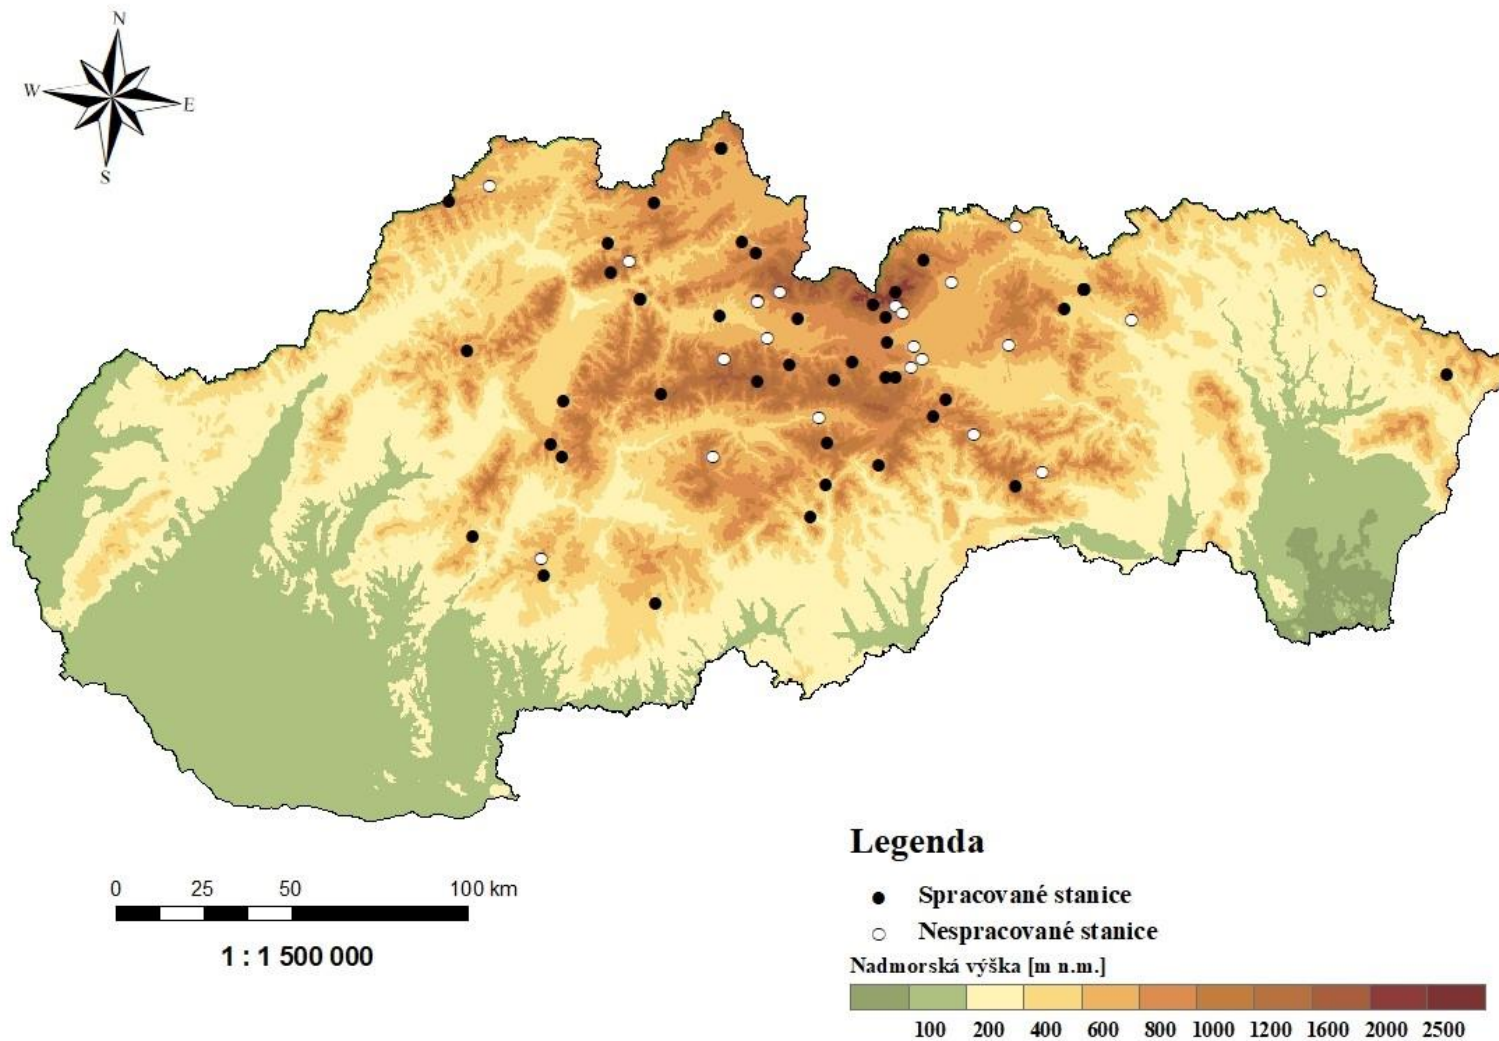 N
W
E
S
0 25 50 100 km
1 : 1 500 000
Legenda
Spracované stanice
Nespracované stanice
Nadmorská výška [m n.m.]
100 200 400 600 800 1000 1200 1600 2000 2500